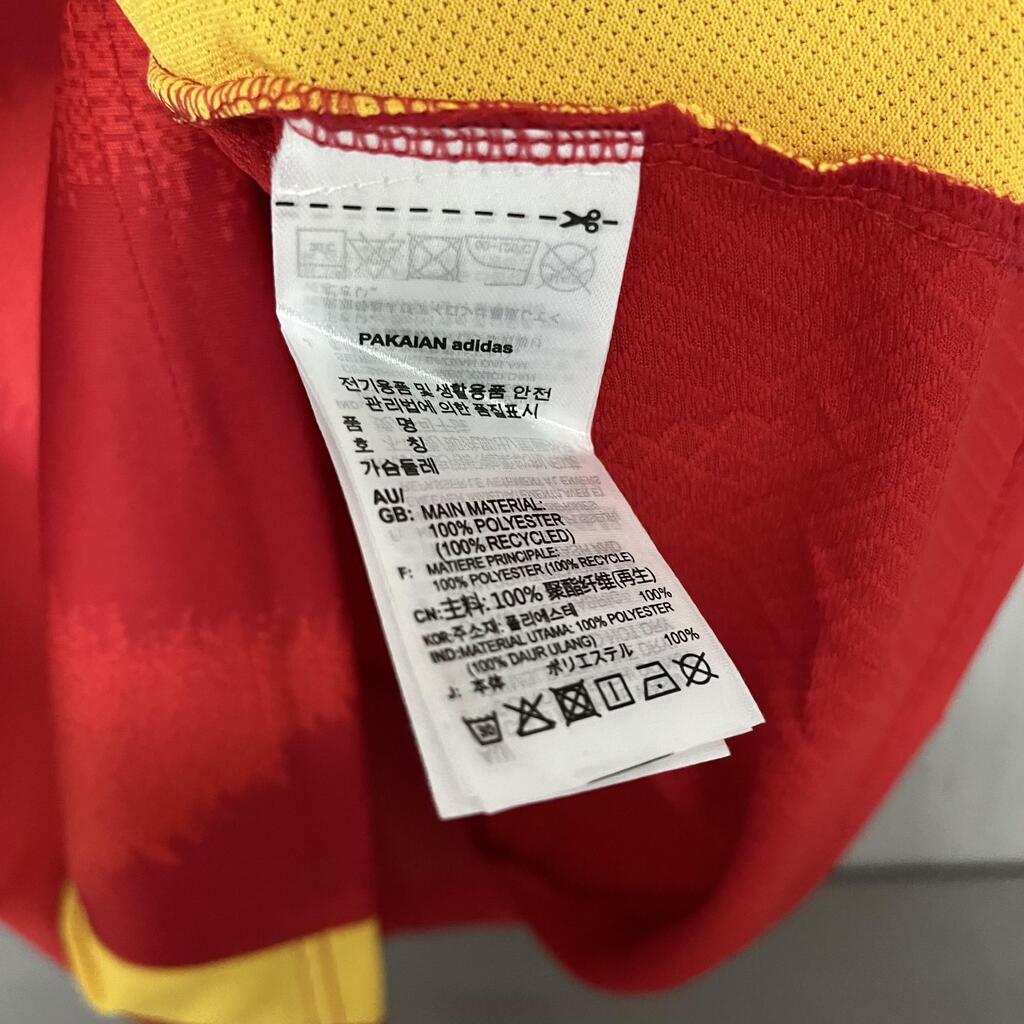 PAKAIAN adidas
전기용품 및 생활용품 안전
관리법에 의한 품질표시
품 명
호 칭
가슴둘레
AU/
GB: MAIN MATERIAL:
100% POLYESTER
(100% RECYCLED)
F: MATIERE PRINCIPALE:
100% POLYESTER (100% RECYCLE)
CN: 主料: 100% 聚酯纤维(再生)
KOR: 주소재: 폴리에스테 100%
IND: MATERIAL UTAMA: 100% POLYESTER
(100% DAUR ULANG)
J: 本体 ポリエステル 100%
30